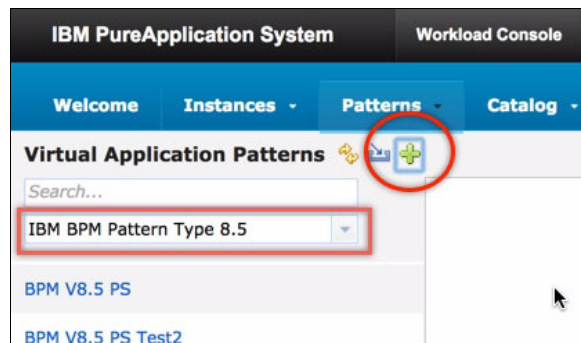 IBM PureApplication System
Workload Console
Welcome
Instances
Patterns
Catalog
Virtual Application Patterns
Search...
IBM BPM Pattern Type 8.5
BPM V8.5 PS
BPM V8.5 PS Test2